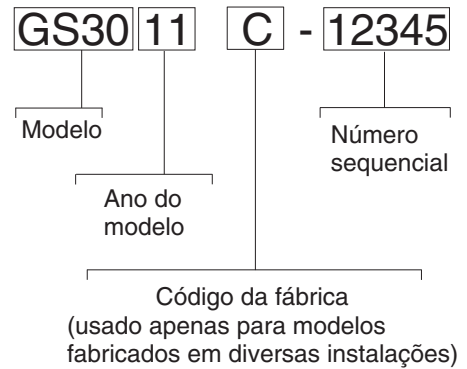 GS30 11 C - 12345
Modelo
Número
sequencial
Ano do
modelo
Código da fábrica
(usado apenas para modelos
fabricados em diversas instalações)